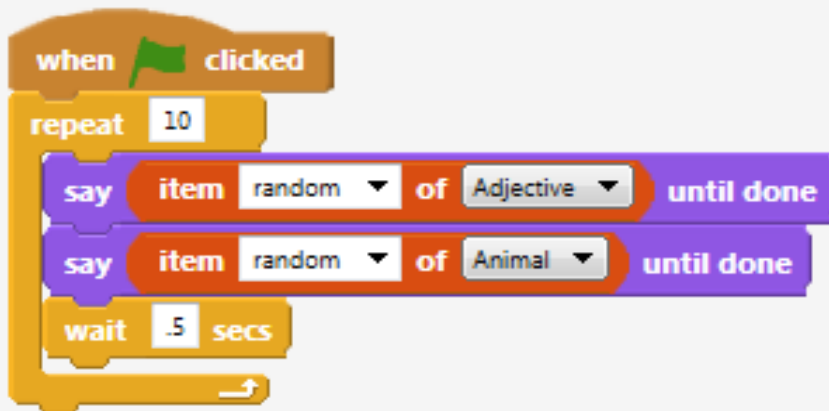 when clicked
repeat 10
say item random of Adjective until done
say item random of Animal until done
wait .5 secs